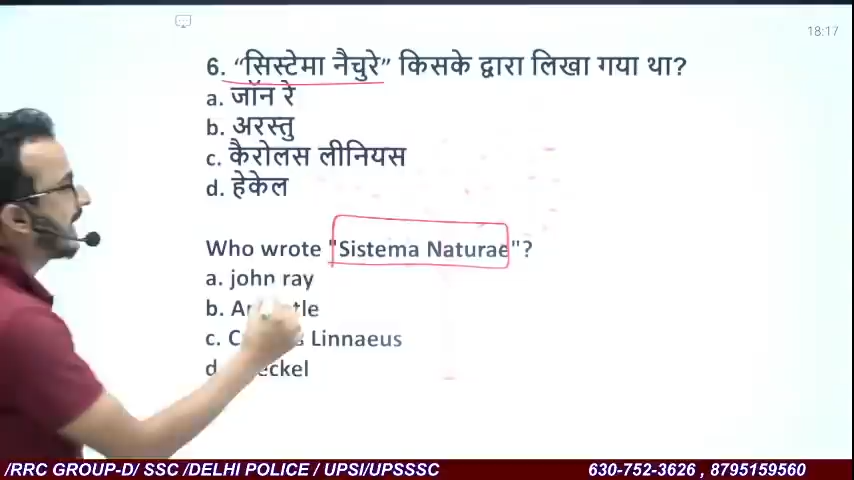 18:17
6. “सिस्टेमा नैचुरे” किसके द्वारा लिखा गया था?
a. जॉन रे
b. अरस्तु
c. कैरोलस लीनियस
d. हेकेल
Who wrote "Sistema Naturae"?
a. john ray
b.
c. Linnaeus
d.
/RRC GROUP-D/ SSC /DELHI POLICE / UPSI/UPSSSC 630-752-3626 , 8795159560